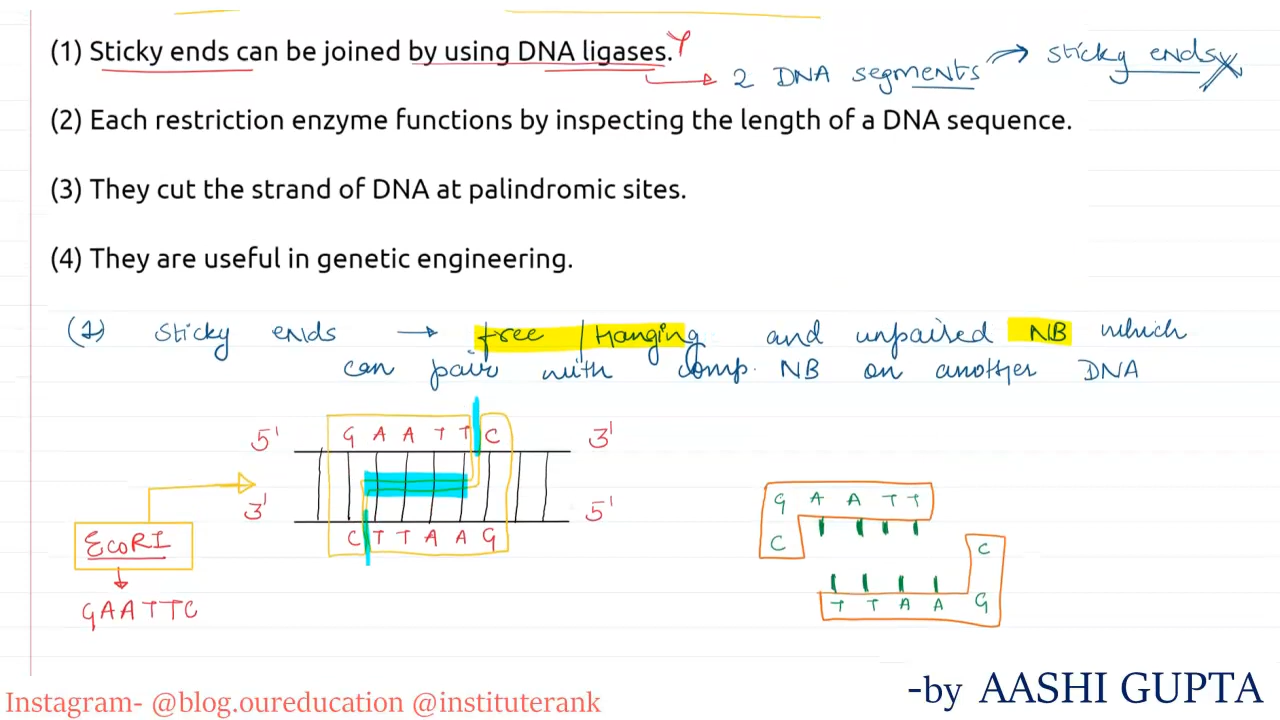 (1) Sticky ends can be joined by using DNA ligases.
2 DNA segments → sticky ends
(2) Each restriction enzyme functions by inspecting the length of a DNA sequence.
(3) They cut the strand of DNA at palindromic sites.
(4) They are useful in genetic engineering.
(1) Sticky ends → free / Hanging and unpaired NB which
can pair with comp. NB on another DNA
5' G A A T T C 3'
3' C T T A A G 5'
EcoRI
GAATTC
G A A T T
C
C
T T A A G
Instagram- @blog.oureducation @instituterank
-by AASHI GUPTA